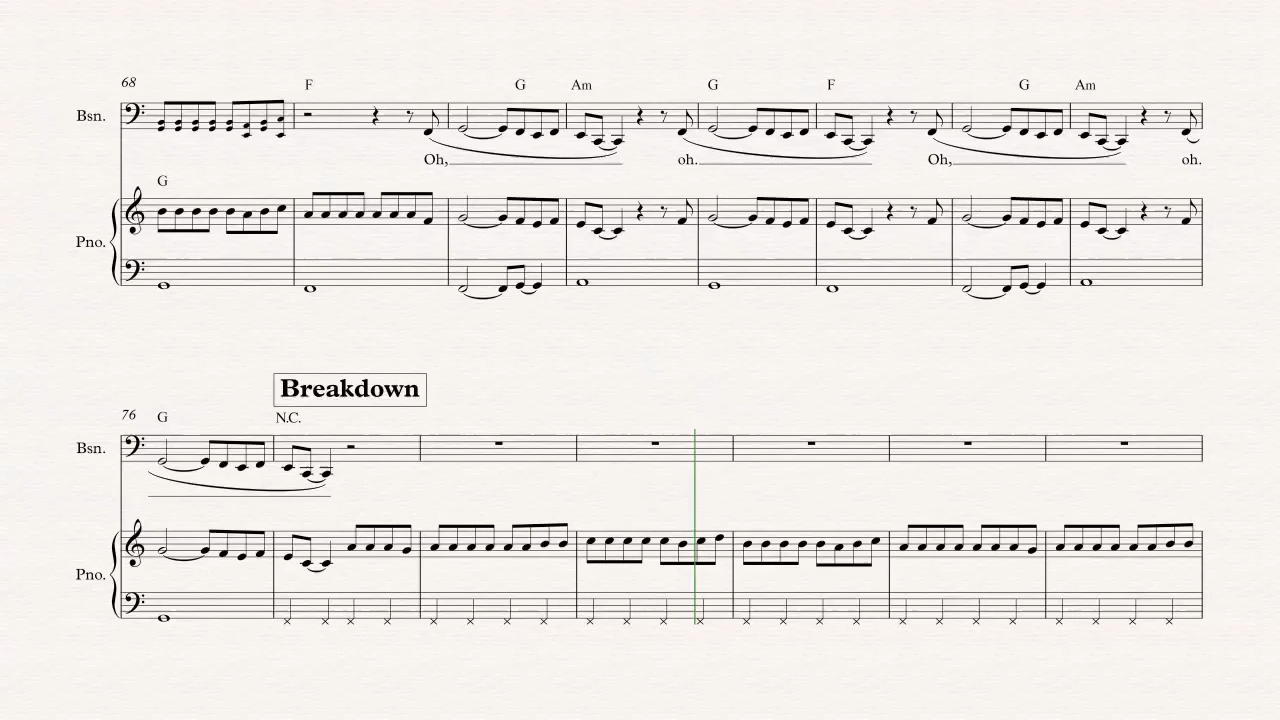 68 F G Am G F G Am
Bsn.
Oh, oh. Oh, oh.
G
Pno.
Breakdown
76 G N.C.
Bsn.
Pno.